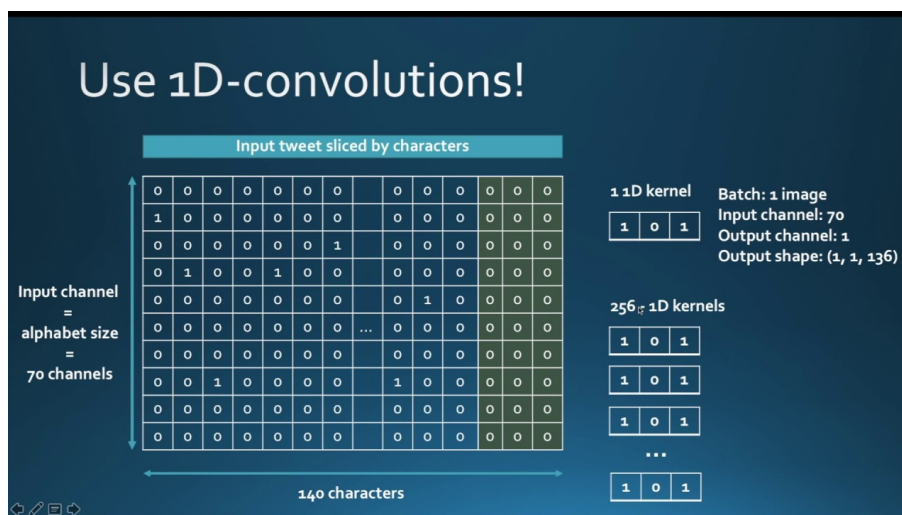 Use 1D-convolutions!
Input tweet sliced by characters
0 0 0 0 0 0 0 0 0 0 0 0 0
1 0 0 0 0 0 0 0 0 0 0 0 0
0 0 0 0 0 0 1 0 0 0 0 0 0
0 1 0 0 1 0 0 0 0 0 0 0 0
0 0 0 0 0 0 0 0 1 0 0 0 0
0 0 0 0 0 0 0 ... 0 0 0 0 0 0
0 0 0 0 0 0 0 0 0 0 0 0 0
0 0 1 0 0 0 0 1 0 0 0 0 0
0 0 0 0 0 0 0 0 0 0 0 0 0
0 0 0 0 0 0 0 0 0 0 0 0 0
Input channel
=
alphabet size
=
70 channels
140 characters
1 1D kernel
1 0 1
Batch: 1 image
Input channel: 70
Output channel: 1
Output shape: (1, 1, 136)
256 1D kernels
1 0 1
1 0 1
1 0 1
...
1 0 1